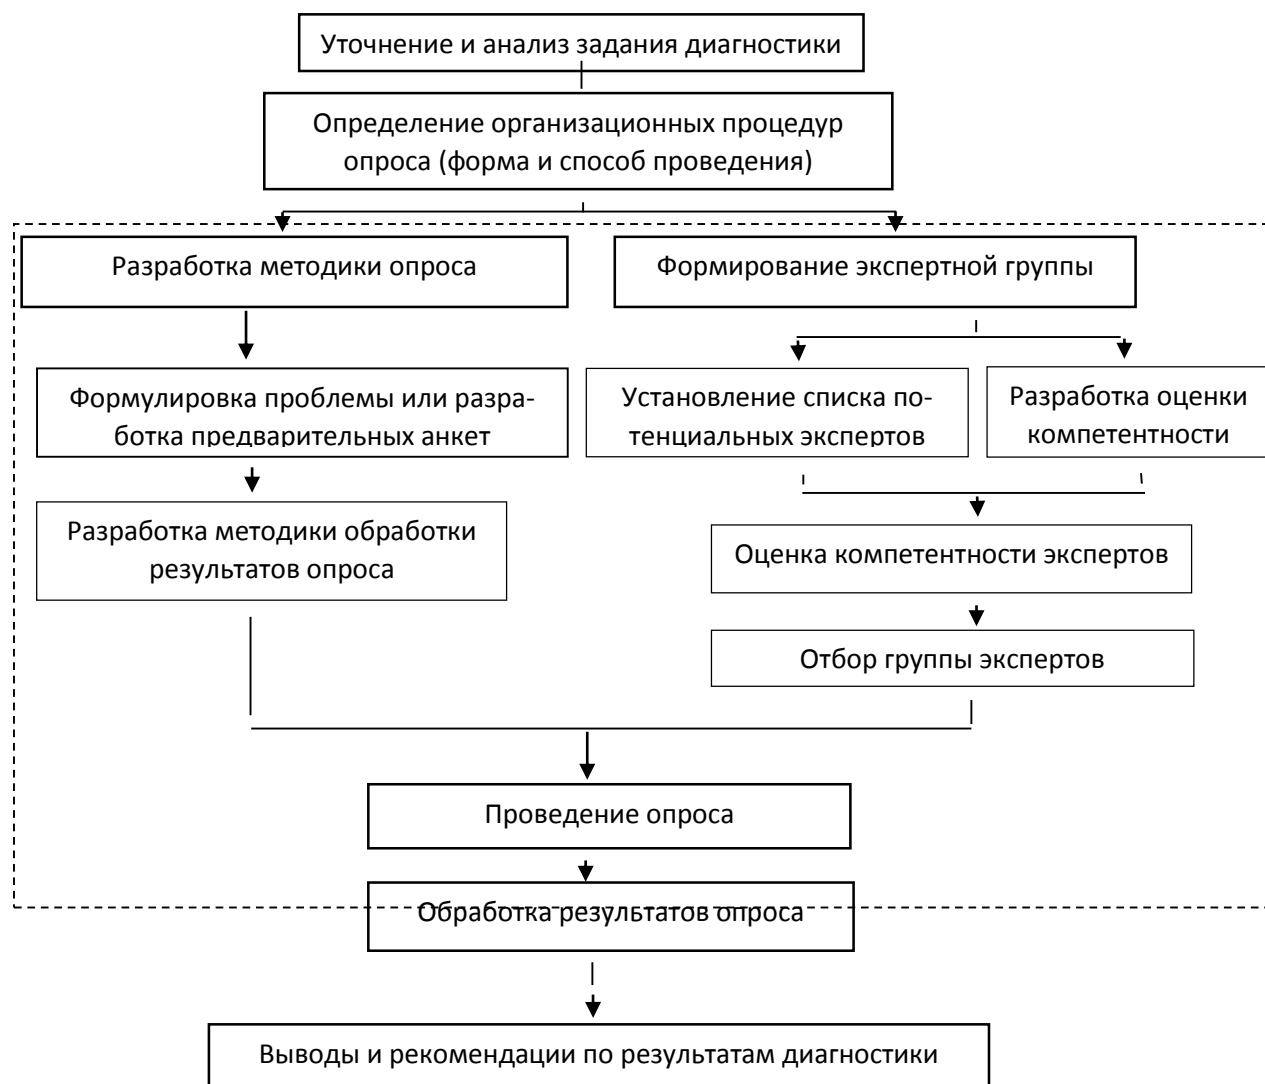 Уточнение и анализ задания диагностики
Определение организационных процедур
опроса (форма и способ проведения)
Разработка методики опроса
Формирование экспертной группы
Формулировка проблемы или разра-
ботка предварительных анкет
Установление списка по-
тенциальных экспертов
Разработка оценки
компетентности
Разработка методики обработки
результатов опроса
Оценка компетентности экспертов
Отбор группы экспертов
Проведение опроса
Обработка результатов опроса
Выводы и рекомендации по результатам диагностики